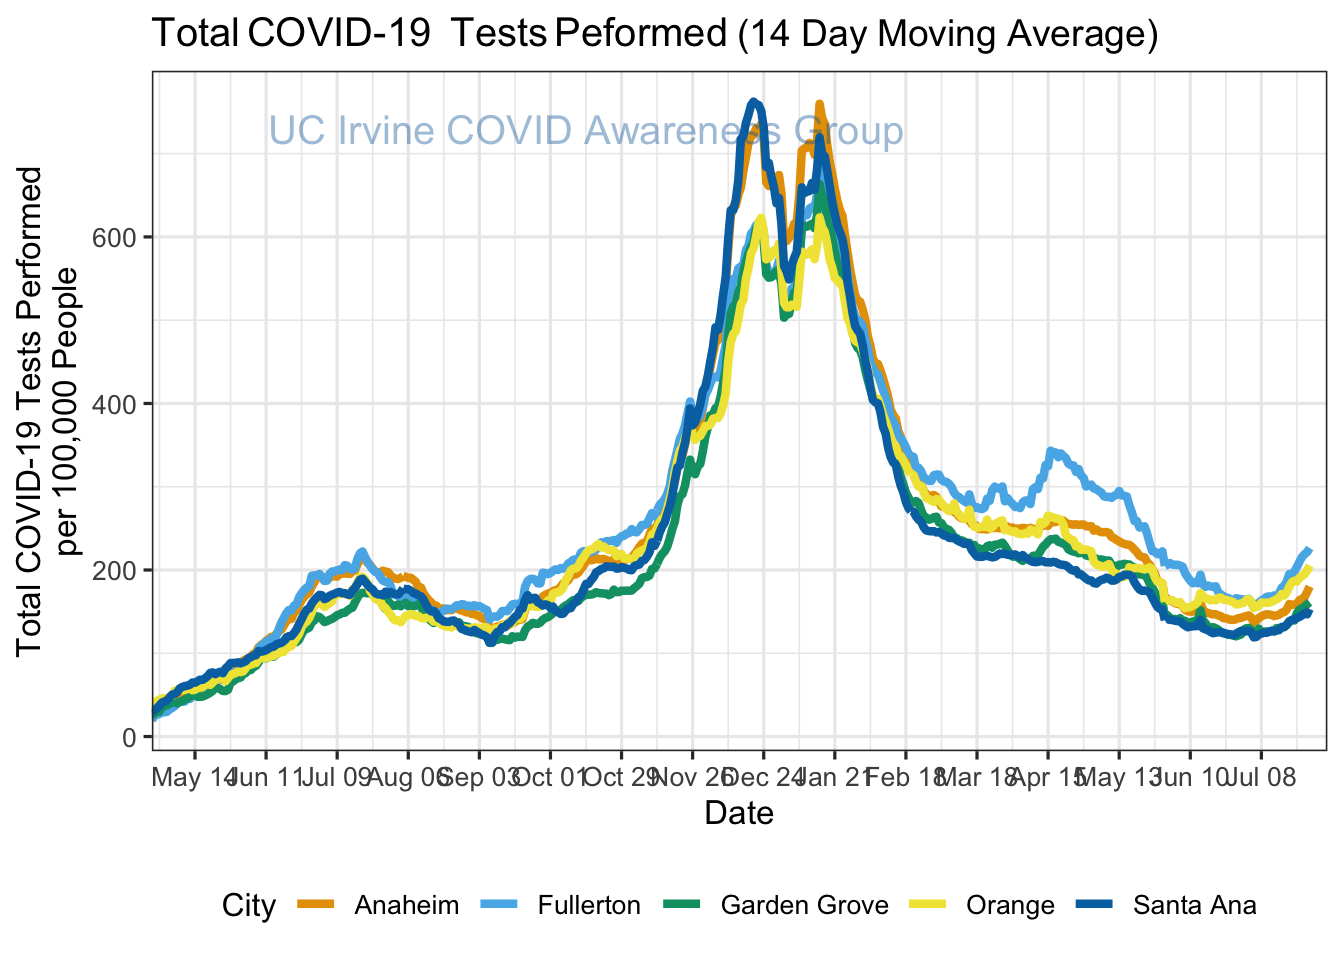 Total COVID-19 Tests Peformed (14 Day Moving Average)
UC Irvine COVID Awareness Group
Total COVID-19 Tests Performed
per 100,000 People
600
400
200
0
May 14 Jun 11 Jul 09 Aug 06 Sep 03 Oct 01 Oct 29 Nov 26 Dec 24 Jan 21 Feb 18 Mar 18 Apr 15 May 13 Jun 10 Jul 08
Date
City Anaheim Fullerton Garden Grove Orange Santa Ana